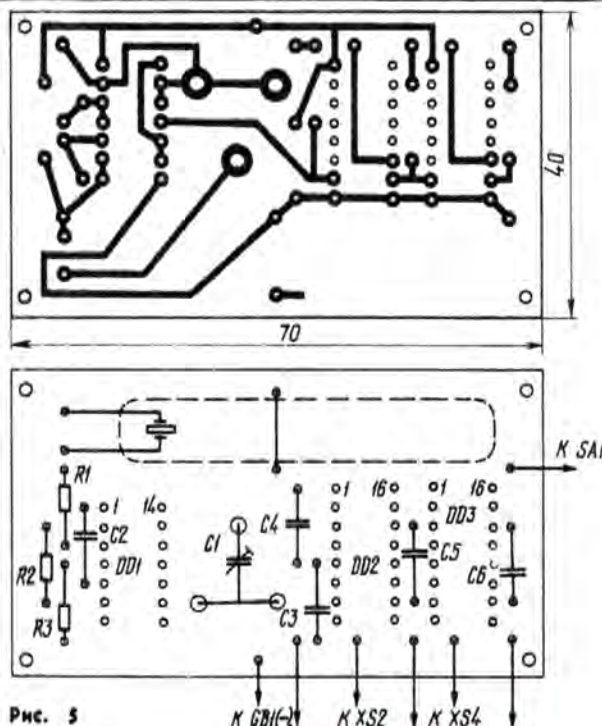 40
70
К SA1
R1
1
14
1
16
1
16
DD3
C2
C1
C4
R2
DD1
DD2
C5
C6
R3
C3
Рис. 5
К GB1(-)
К XS2
К XS4